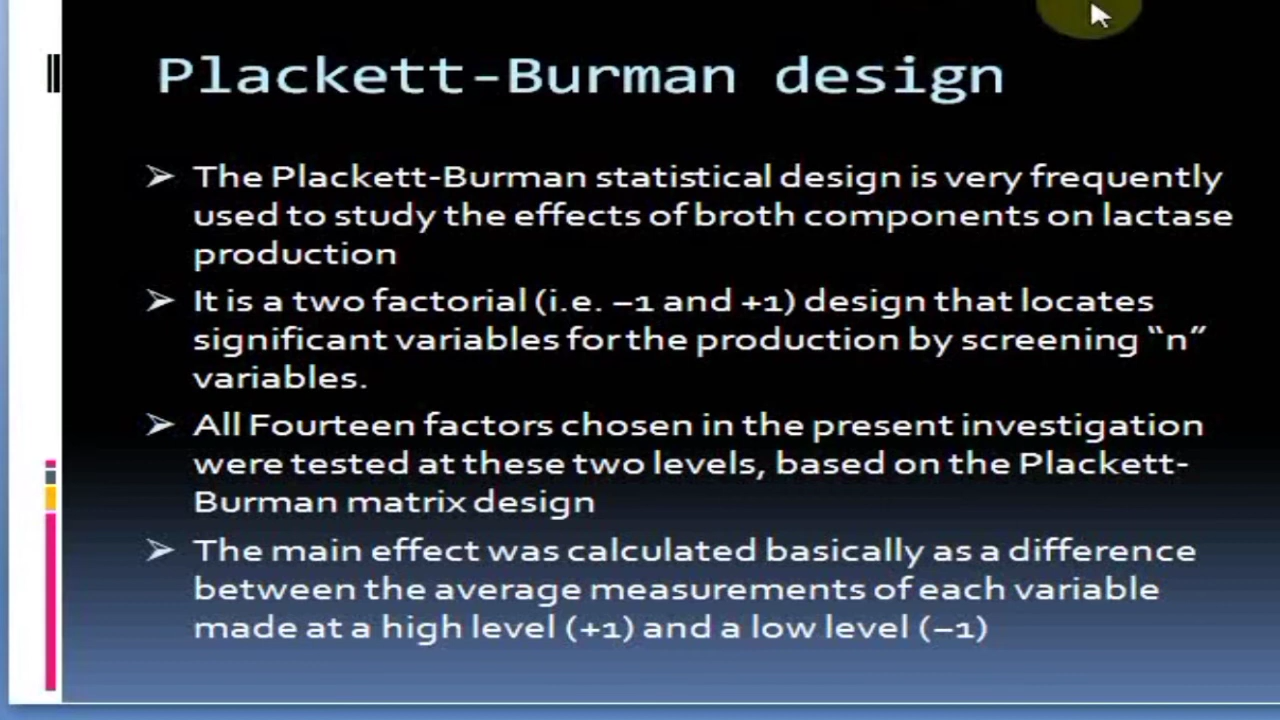 Plackett-Burman design
➢ The Plackett-Burman statistical design is very frequently
used to study the effects of broth components on lactase
production
➢ It is a two factorial (i.e. –1 and +1) design that locates
significant variables for the production by screening “n”
variables.
➢ All Fourteen factors chosen in the present investigation
were tested at these two levels, based on the Plackett-
Burman matrix design
➢ The main effect was calculated basically as a difference
between the average measurements of each variable
made at a high level (+1) and a low level (–1)